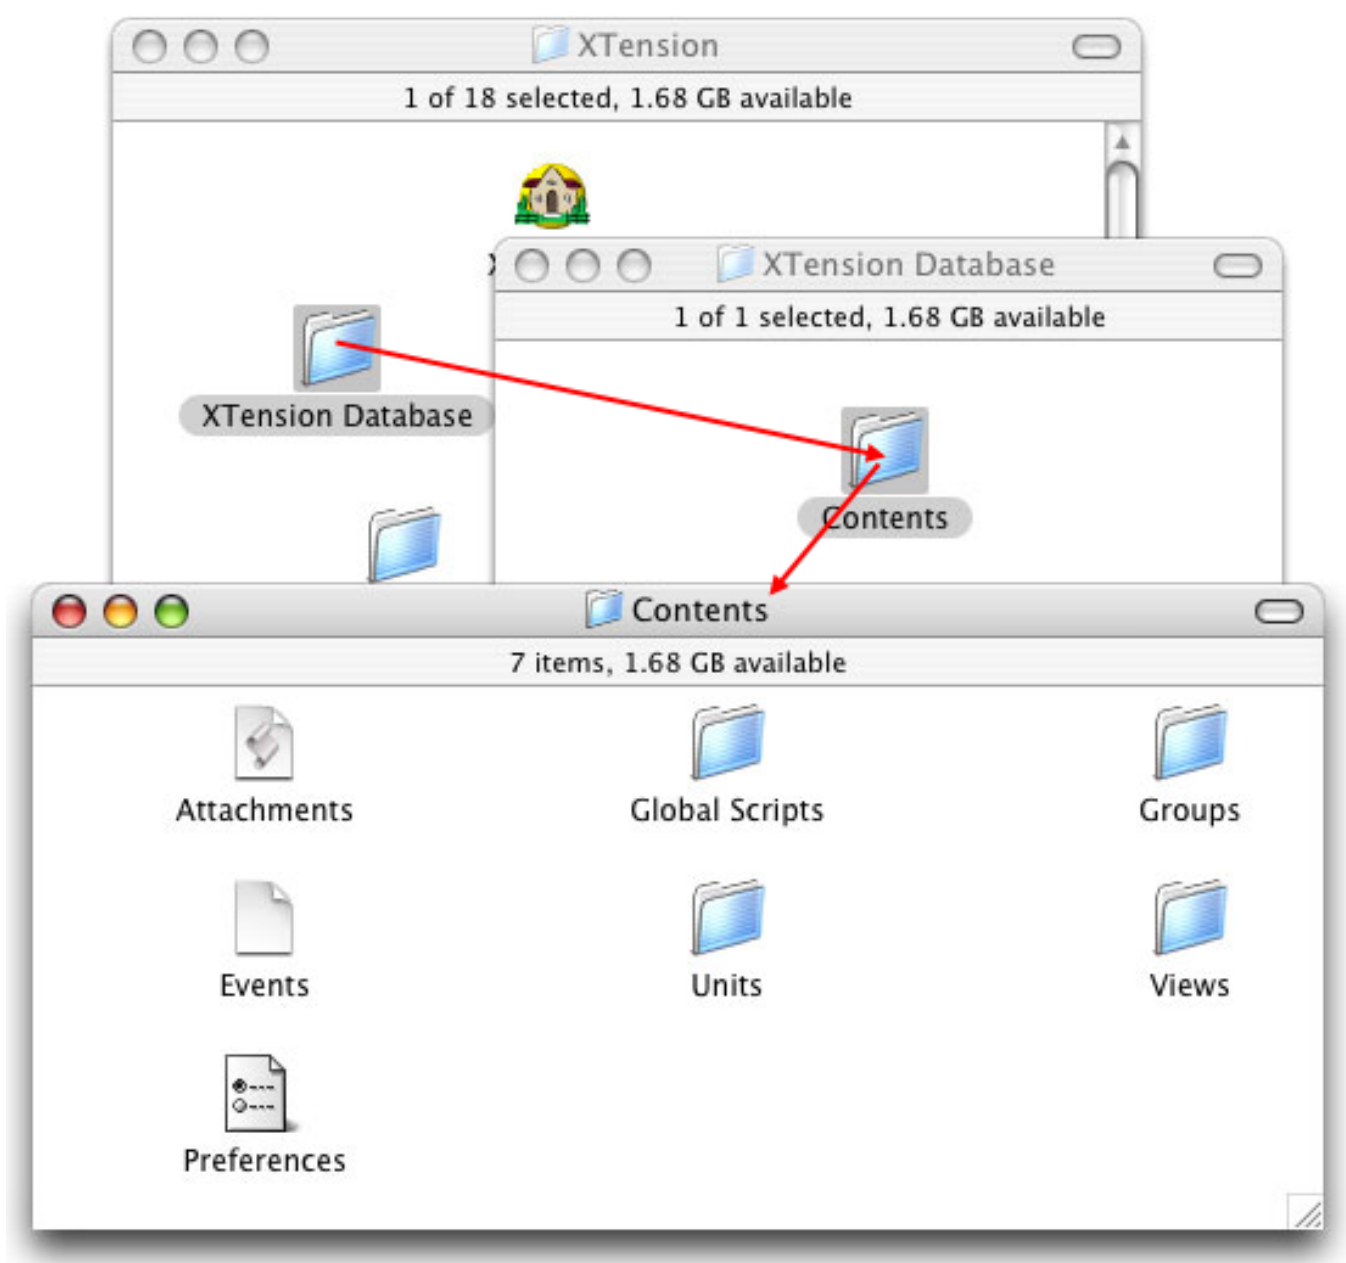 XTension
1 of 18 selected, 1.68 GB available
XTension Database
1 of 1 selected, 1.68 GB available
XTension Database
Contents
Contents
7 items, 1.68 GB available
Attachments Global Scripts Groups
Events Units Views
Preferences